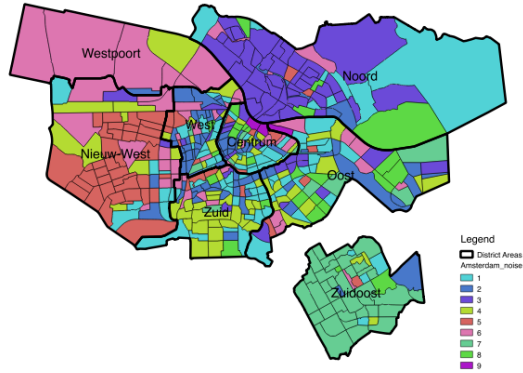 Westpoort
Noord
West
Nieuw-West
Centrum
Oost
Zuid
Zuidoost
Legend
District Areas
Amsterdam_noise
1
2
3
4
5
6
7
8
9